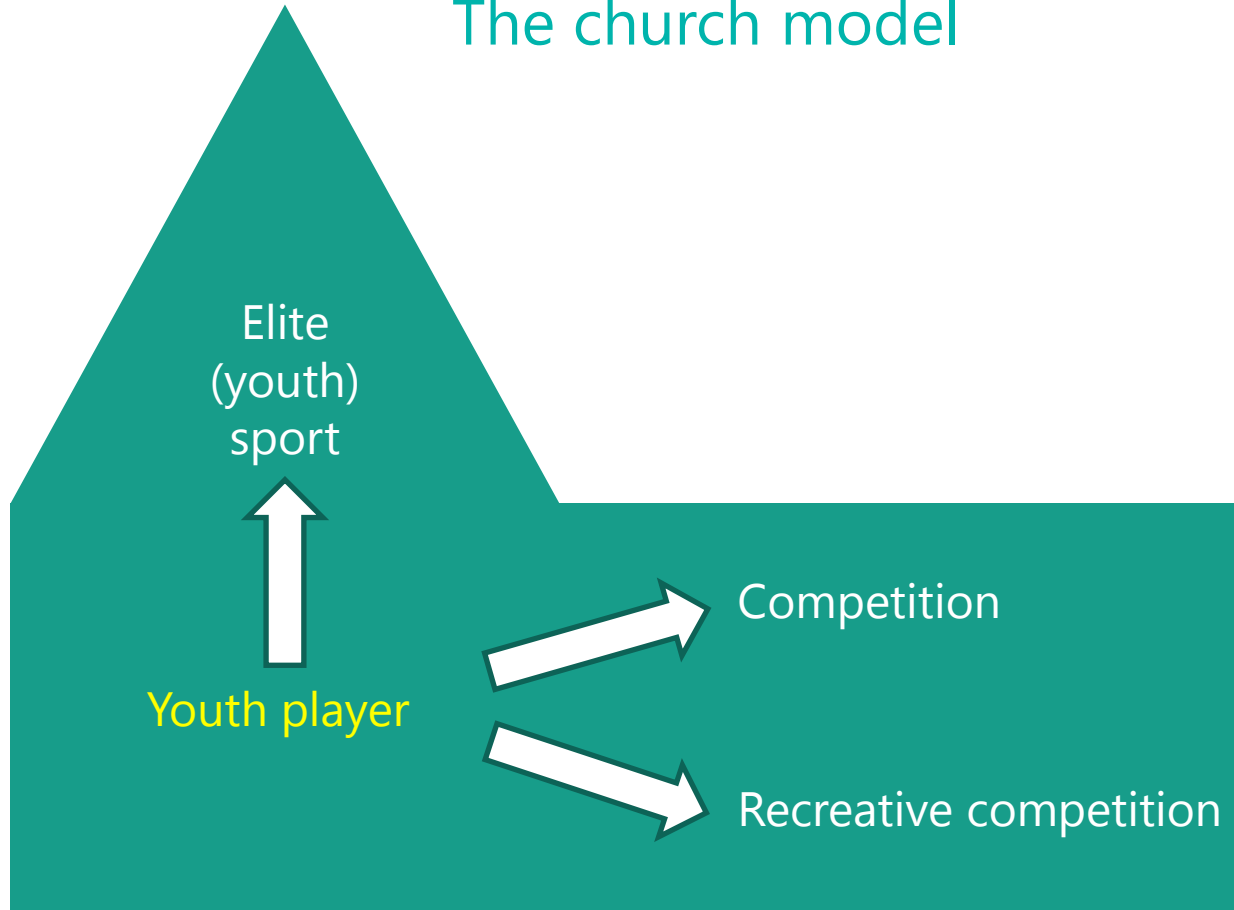 The church model
Elite
(youth)
sport
Competition
Youth player
Recreative competition